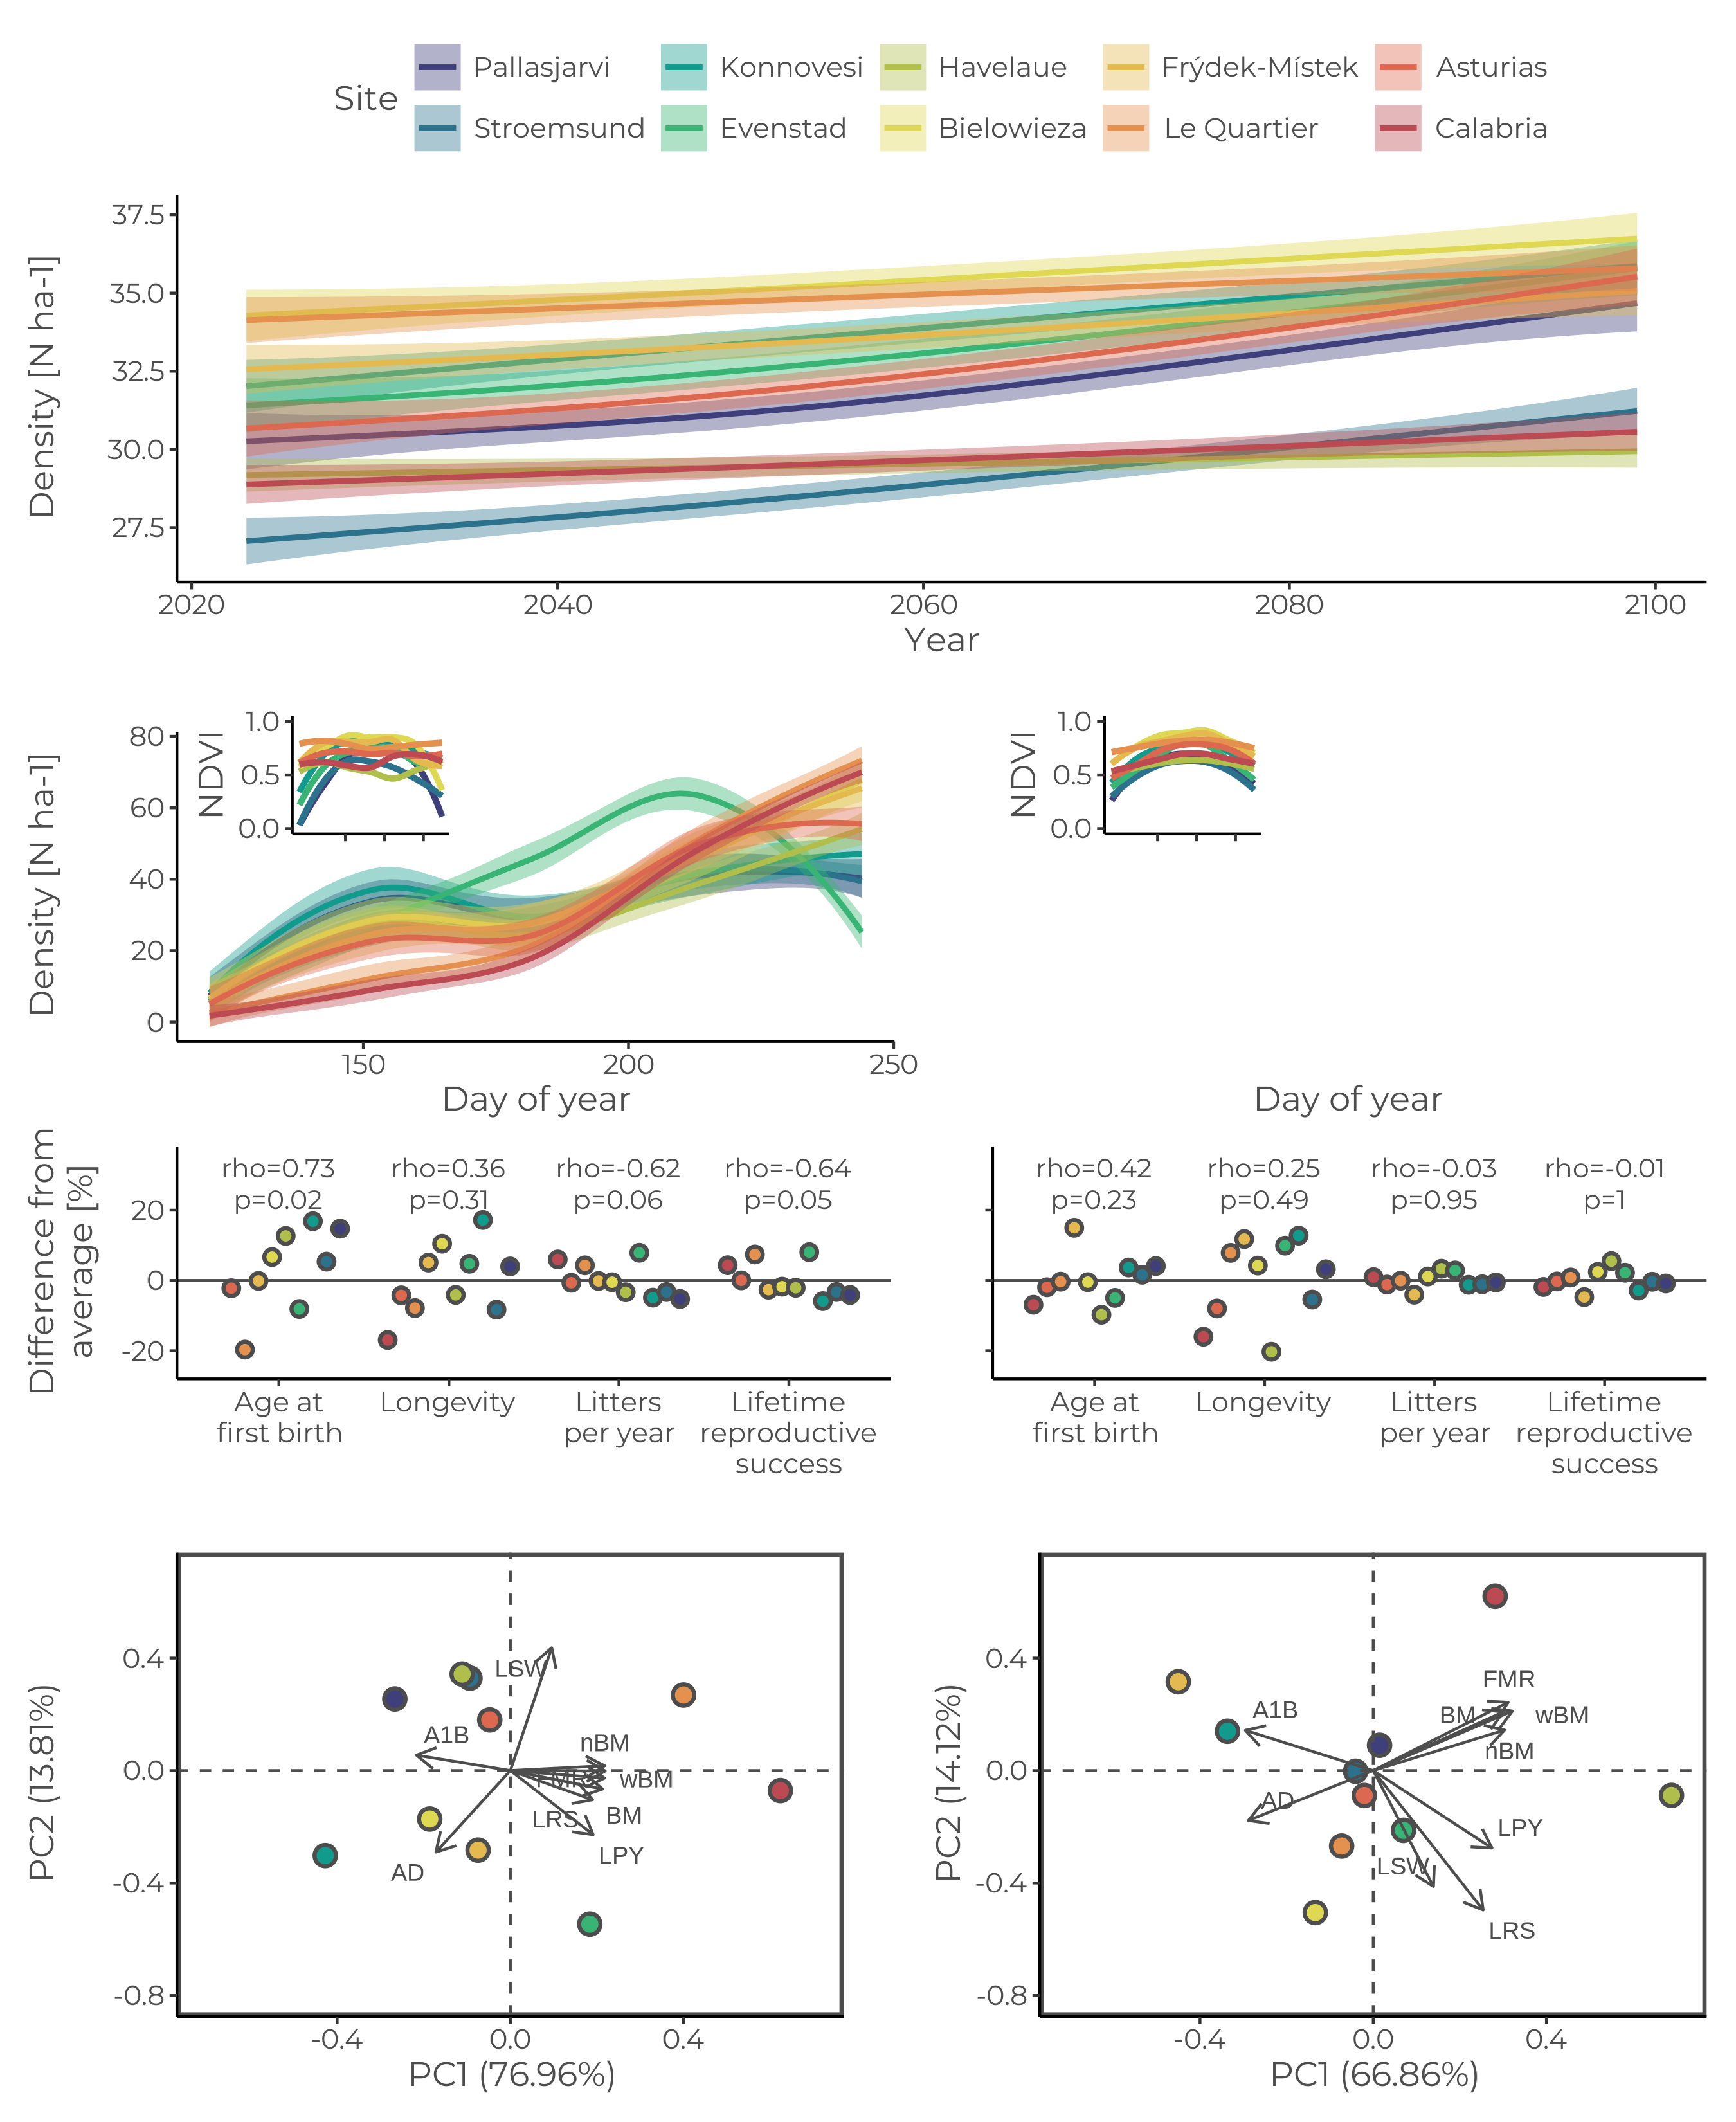 Site
Pallasjarvi
Konnovesi
Havelaue
Frýdek-Místek
Asturias
Stroemsund
Evenstad
Bielowieza
Le Quartier
Calabria
Density [N ha-1]
37.5
35.0
32.5
30.0
27.5
2020 2040 2060 2080 2100
Year
Density [N ha-1]
80
60
40
20
0
NDVI
1.0
0.5
0.0
150 200 250
Day of year
NDVI
1.0
0.5
0.0
Day of year
Difference from
average [%]
20
0
-20
rho=0.73
p=0.02
rho=0.36
p=0.31
rho=-0.62
p=0.06
rho=-0.64
p=0.05
Age at
first birth
Longevity
Litters
per year
Lifetime
reproductive
success
rho=0.42
p=0.23
rho=0.25
p=0.49
rho=-0.03
p=0.95
rho=-0.01
p=1
Age at
first birth
Longevity
Litters
per year
Lifetime
reproductive
success
PC2 (13.81%)
0.4
0.0
-0.4
-0.8
LSW
A1B
nBM
FMR
wBM
LRS
BM
LPY
AD
-0.4 0.0 0.4
PC1 (76.96%)
PC2 (14.12%)
0.4
0.0
-0.4
-0.8
FMR
A1B
BM
wBM
nBM
AD
LPY
LSW
LRS
-0.4 0.0 0.4
PC1 (66.86%)